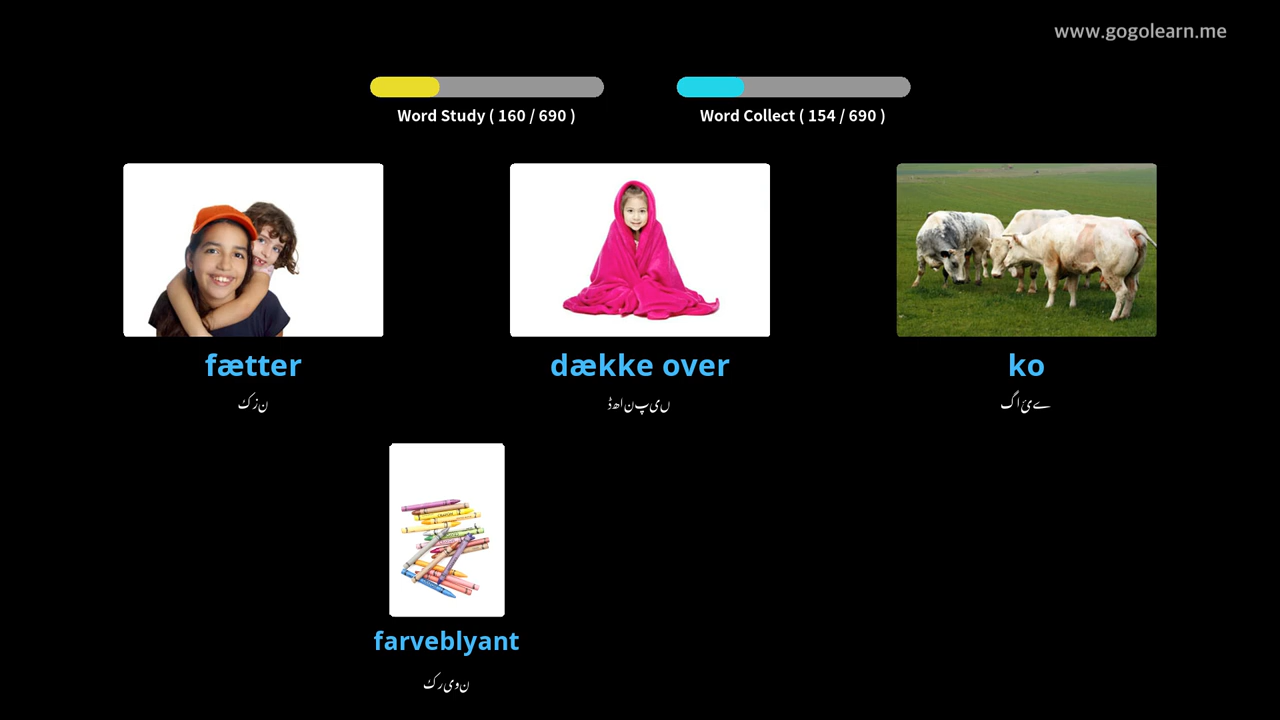 www.gogolearn.me
Word Study ( 160 / 690 )
Word Collect ( 154 / 690 )
fætter
کزن
dække over
ڈھانپیں
ko
گائے
farveblyant
کریون